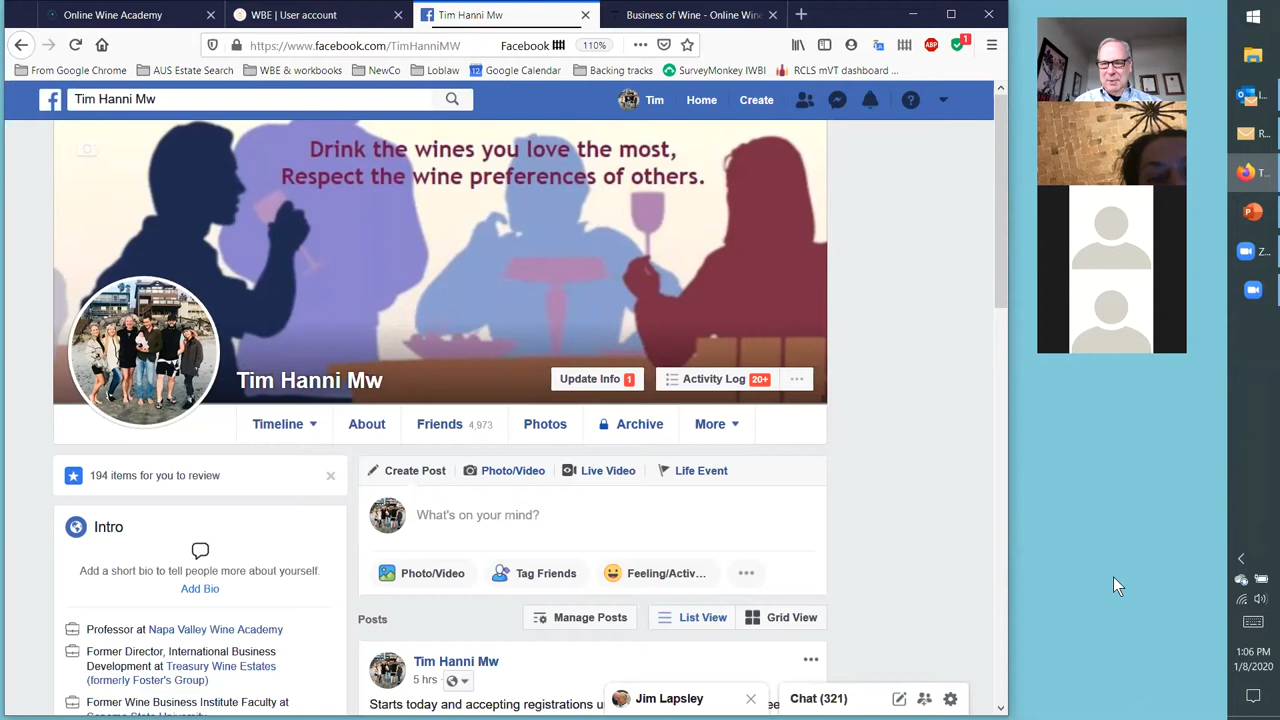 Online Wine Academy
WBE | User account
Tim Hanni Mw
Business of Wine - Online Wine
https://www.facebook.com/TimHanniMW
Facebook
110%
ABP
1
From Google Chrome
AUS Estate Search
WBE & workbooks
NewCo
Loblaw
Google Calendar
Backing tracks
SurveyMonkey IWBI
RCLS mVT dashboard ...
Tim Hanni Mw
Tim
Home
Create
Drink the wines you love the most,
Respect the wine preferences of others.
Tim Hanni Mw
Update Info 1
Activity Log 20+
Timeline
About
Friends 4,973
Photos
Archive
More
194 items for you to review
Create Post
Photo/Video
Live Video
Life Event
Intro
What's on your mind?
Add a short bio to tell people more about yourself.
Add Bio
Photo/Video
Tag Friends
Feeling/Activ...
Professor at Napa Valley Wine Academy
Posts
Manage Posts
List View
Grid View
Former Director, International Business
Development at Treasury Wine Estates
(formerly Foster's Group)
Tim Hanni Mw
5 hrs
Former Wine Business Institute Faculty at
Sonoma State University
Starts today and accepting registrations
Jim Lapsley
Chat (321)
I...
R...
T...
Z...
1:06 PM
1/8/2020